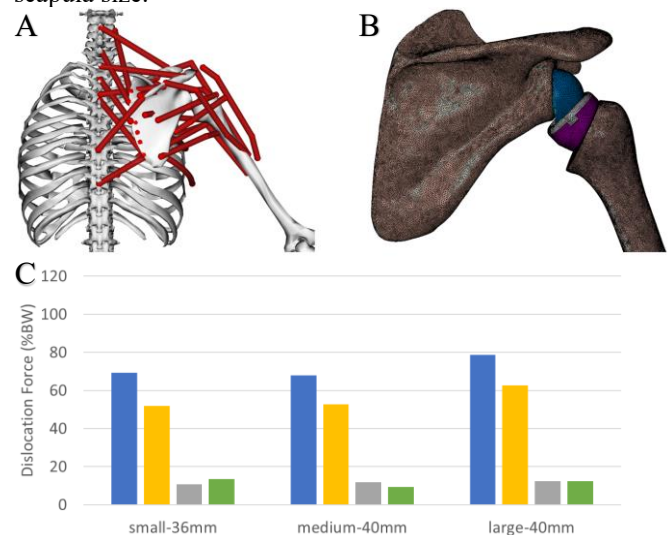 scapula size.
A
B
C
Dislocation Force (%BW)
120
100
80
60
40
20
0
small-36mm
medium-40mm
large-40mm